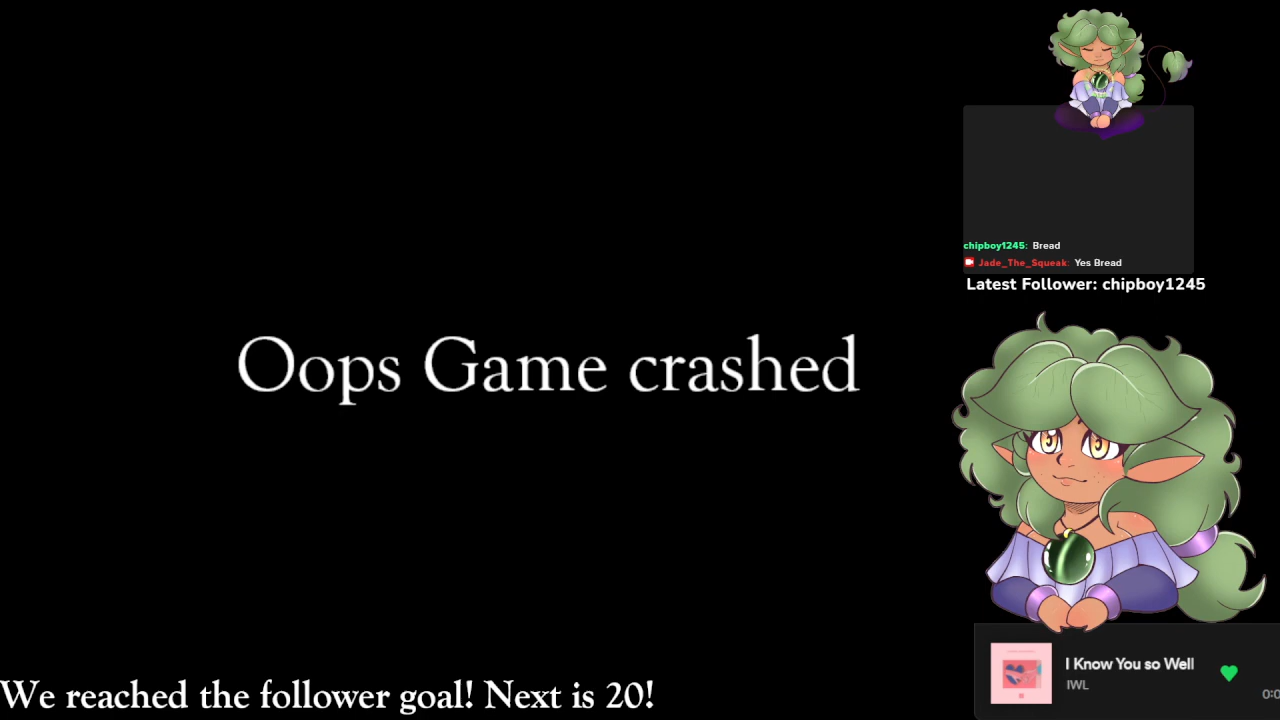 chipboy1245: Bread
Jade_The_Squeak: Yes Bread
Latest Follower: chipboy1245
Oops Game crashed
I Know You so Well
IWL
We reached the follower goal! Next is 20!